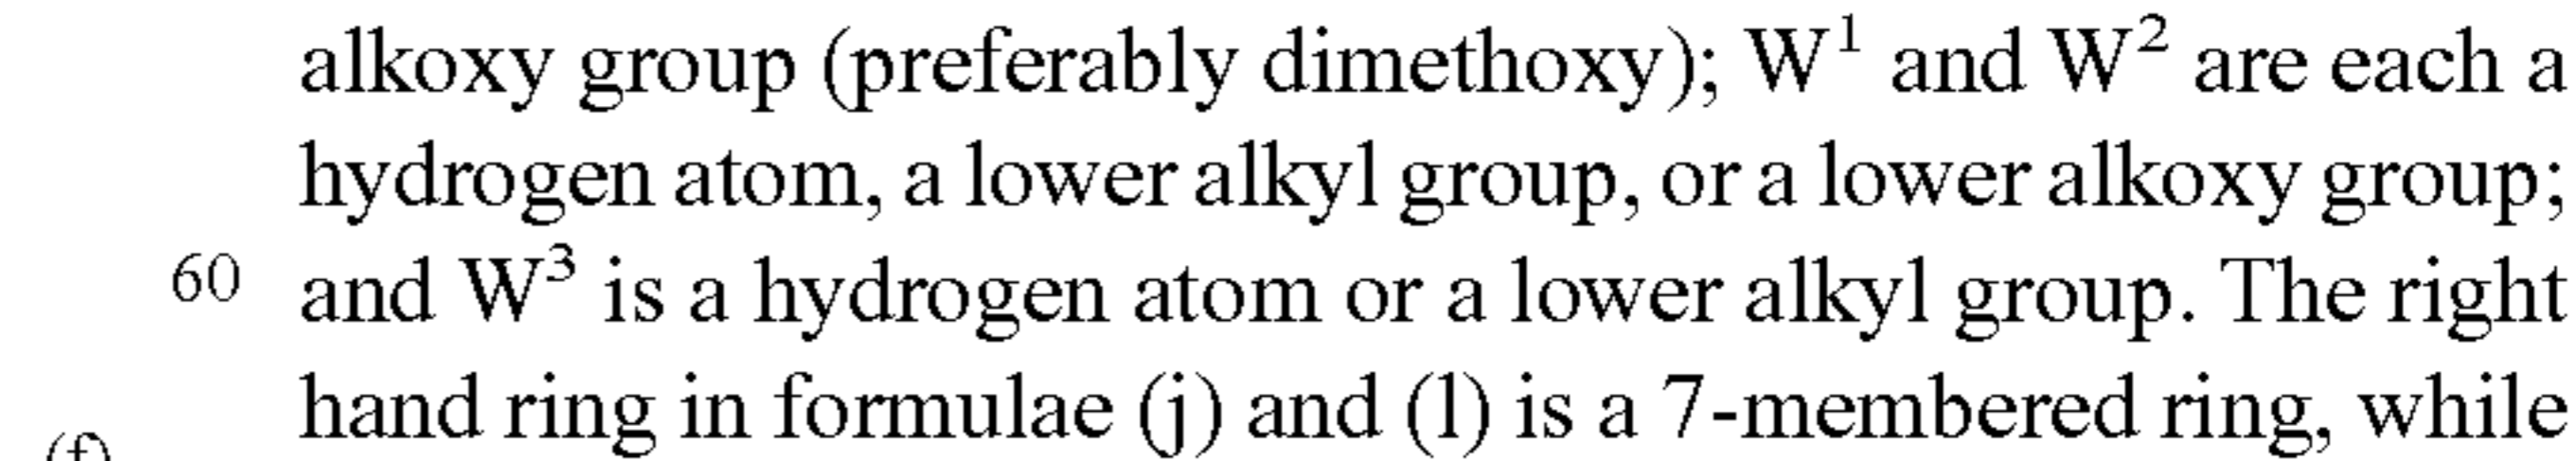 alkoxy group (preferably dimethoxy); W¹ and W² are each a
hydrogen atom, a lower alkyl group, or a lower alkoxy group;
60 and W³ is a hydrogen atom or a lower alkyl group. The right
hand ring in formulae (j) and (l) is a 7-membered ring, while
(f)